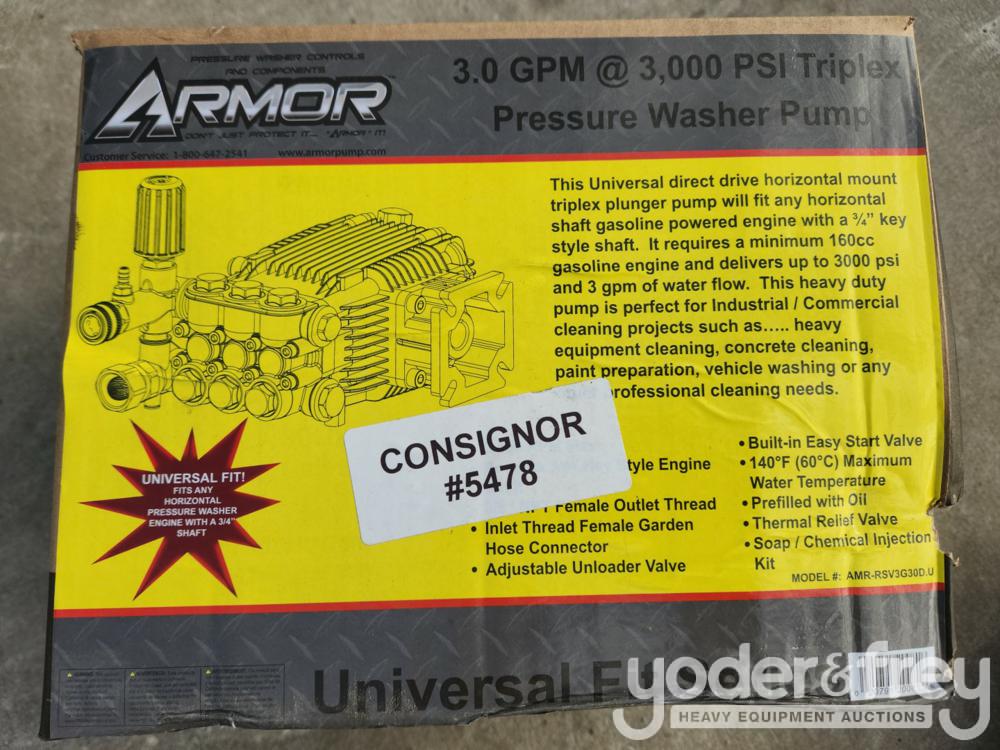 PRESSURE WASHER CONTROLS
AND COMPONENTS
ARMOR
DON'T JUST PROTECT IT... "ARMOR" IT!
Customer Service: 1-800-647-2541 www.armorpump.com
3.0 GPM @ 3,000 PSI Triplex
Pressure Washer Pump
This Universal direct drive horizontal mount
triplex plunger pump will fit any horizontal
shaft gasoline powered engine with a ¾" key
style shaft. It requires a minimum 160cc
gasoline engine and delivers up to 3000 psi
and 3 gpm of water flow. This heavy duty
pump is perfect for Industrial / Commercial
cleaning projects such as..... heavy
equipment cleaning, concrete cleaning,
paint preparation, vehicle washing or any
professional cleaning needs.
UNIVERSAL FIT!
FITS ANY
HORIZONTAL
PRESSURE WASHER
ENGINE WITH A 3/4"
SHAFT
CONSIGNOR
#5478
Engine
Female Outlet Thread
• Inlet Thread Female Garden
Hose Connector
• Adjustable Unloader Valve
• Built-in Easy Start Valve
• 140°F (60°C) Maximum
Water Temperature
• Prefilled with Oil
• Thermal Relief Valve
• Soap / Chemical Injection
Kit
MODEL #: AMR-RSV3G30D.U
Universal
yoder&frey
HEAVY EQUIPMENT AUCTIONS